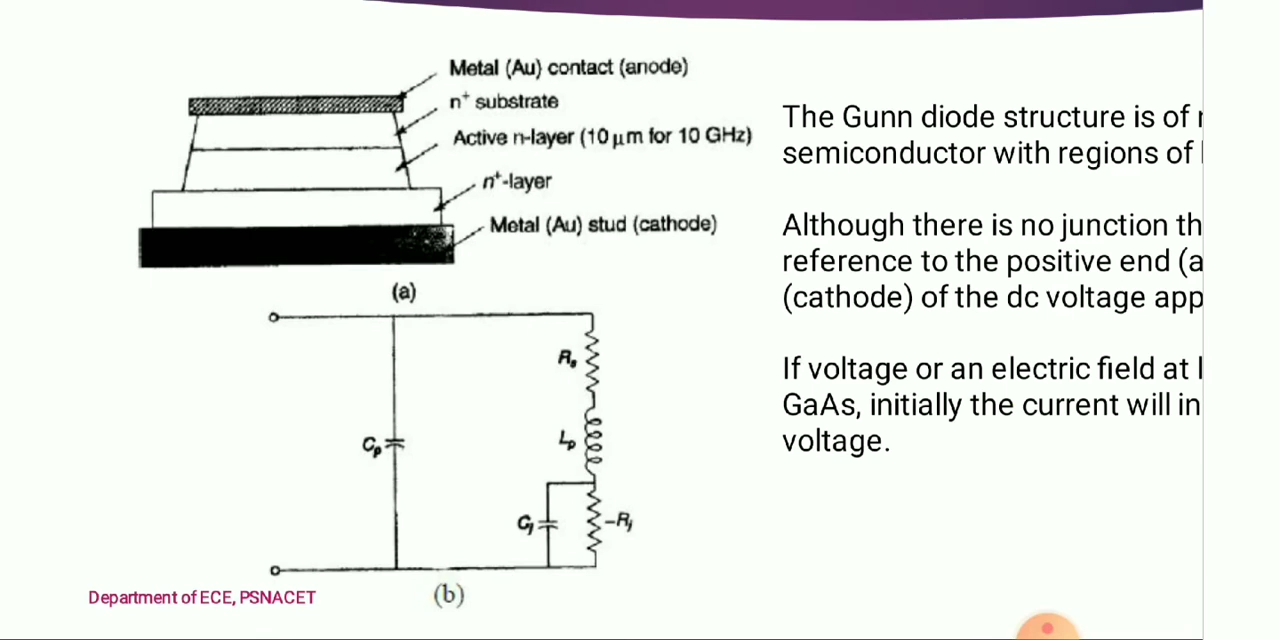 Metal (Au) contact (anode)
n+ substrate
Active n-layer (10 μm for 10 GHz)
n+-layer
Metal (Au) stud (cathode)
(a)
Rs
Lp
Cp
Cj
-Rj
(b)
The Gunn diode structure is of
semiconductor with regions of
Although there is no junction th
reference to the positive end (a
(cathode) of the dc voltage app
If voltage or an electric field at
GaAs, initially the current will in
voltage.
Department of ECE, PSNACET